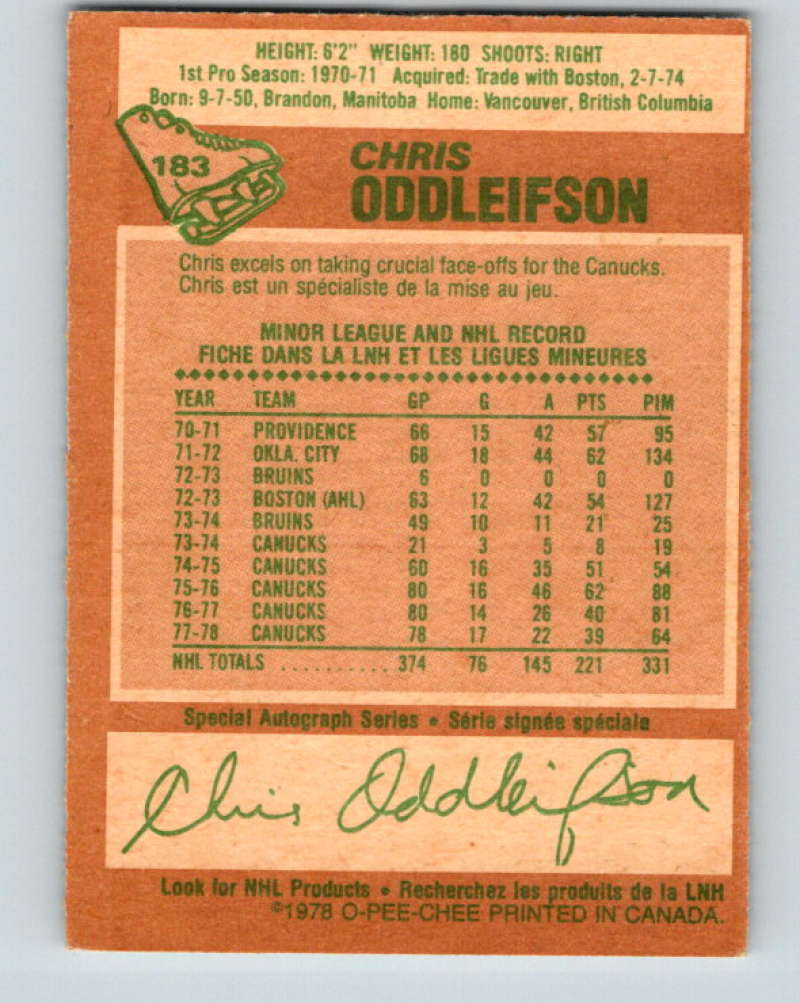 HEIGHT: 6'2" WEIGHT: 180 SHOOTS: RIGHT
1st Pro Season: 1970-71 Acquired: Trade with Boston, 2-7-74
Born: 9-7-50, Brandon, Manitoba Home: Vancouver, British Columbia
183
CHRIS
ODDLEIFSON
Chris excels on taking crucial face-offs for the Canucks.
Chris est un spécialiste de la mise au jeu.
MINOR LEAGUE AND NHL RECORD
FICHE DANS LA LNH ET LES LIGUES MINEURES
YEAR TEAM GP G A PTS PIM
70-71 PROVIDENCE 66 15 42 57 95
71-72 OKLA. CITY 68 18 44 62 134
72-73 BRUINS 6 0 0 0 0
72-73 BOSTON (AHL) 63 12 42 54 127
73-74 BRUINS 49 10 11 21 25
73-74 CANUCKS 21 3 5 8 19
74-75 CANUCKS 60 16 35 51 54
75-76 CANUCKS 80 16 46 62 88
76-77 CANUCKS 80 14 26 40 81
77-78 CANUCKS 78 17 22 39 64
NHL TOTALS .......... 374 76 145 221 331
Special Autograph Series • Série signée spéciale
Chris Oddleifson
Look for NHL Products • Recherchez les produits de la LNH
©1978 O-PEE-CHEE PRINTED IN CANADA.